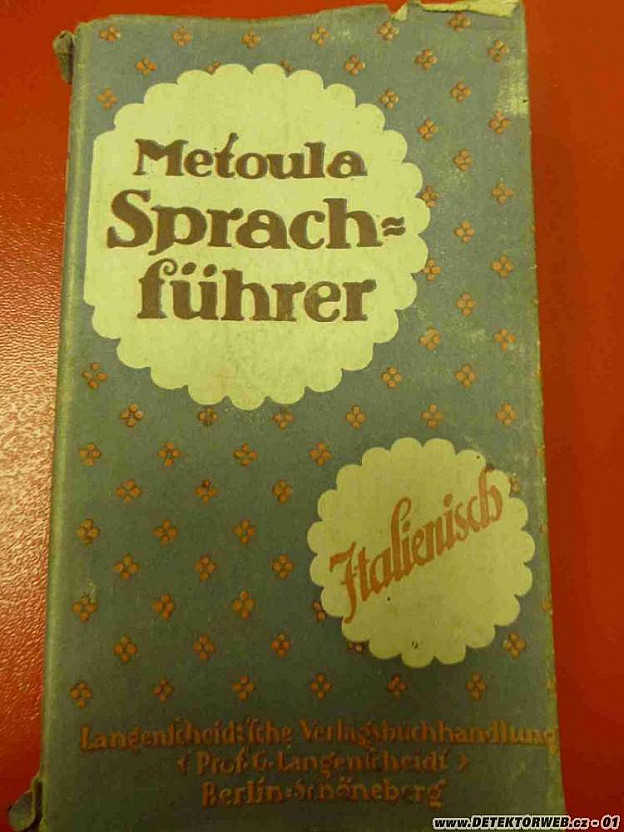 Metoula
Sprach=
führer
Italienisch
Langenscheidt'sche Verlagsbuchhandlung
(Prof. G. Langenscheidt)
Berlin=Schöneberg
www.DETEKTORWEB.cz - 01